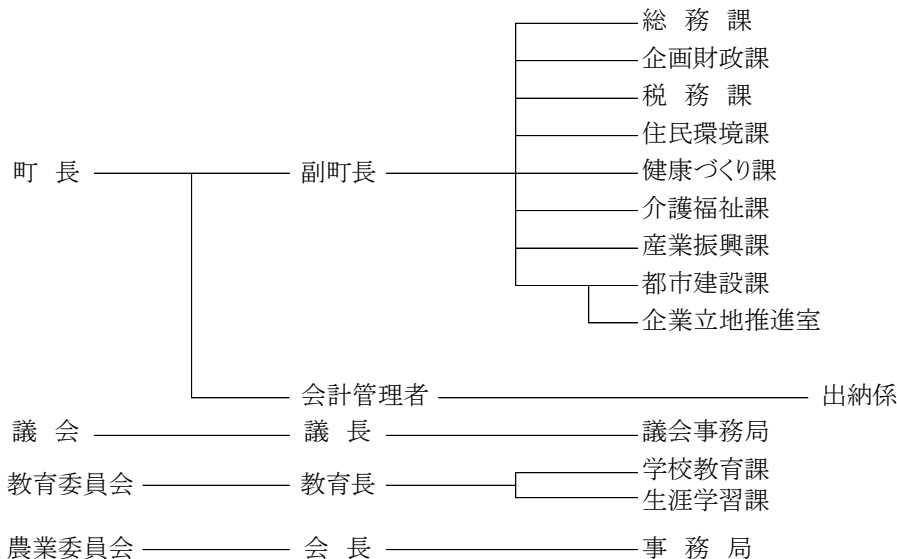 総 務 課
企画財政課
税 務 課
住民環境課
町 長 副町長 健康づくり課
介護福祉課
産業振興課
都市建設課
企業立地推進室
会計管理者 出納係
議 会 議 長 議会事務局
学校教育課
教育委員会 教育長
生涯学習課
農業委員会 会 長 事 務 局